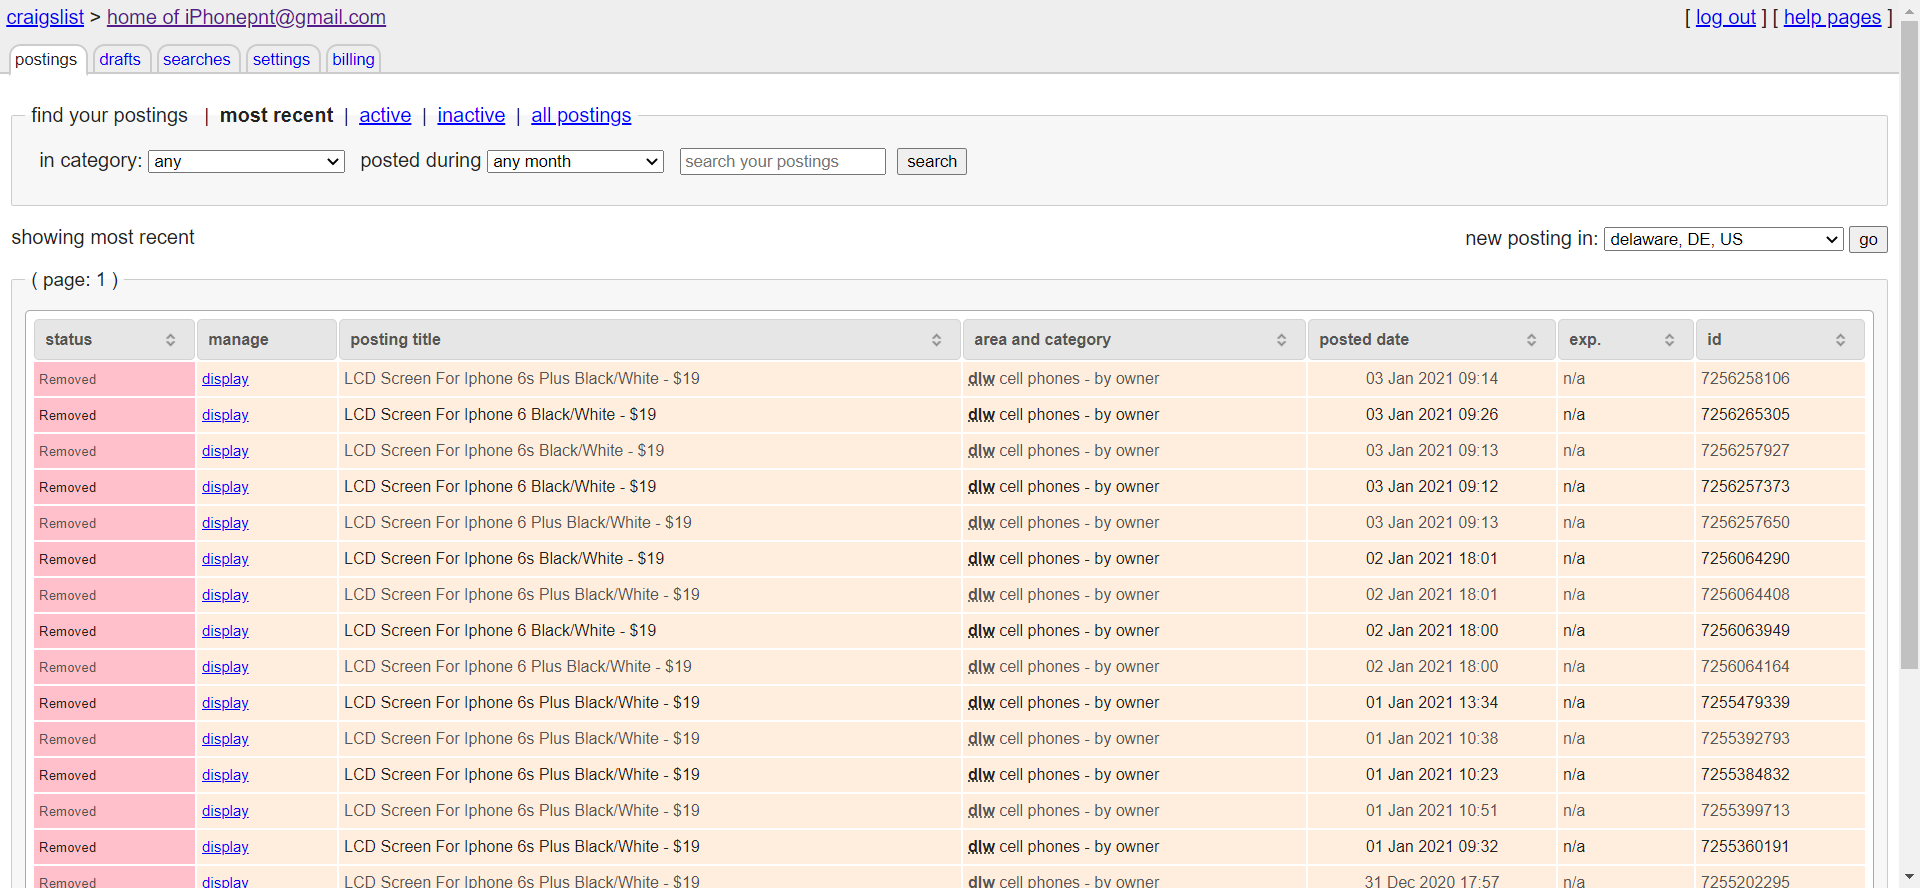 craigslist > home of iPhonepnt@gmail.com [ log out ] [ help pages ]
postings drafts searches settings billing
find your postings | most recent | active | inactive | all postings
in category: any posted during any month search your postings search
showing most recent new posting in: delaware, DE, US go
( page: 1 )
status manage posting title area and category posted date exp. id
Removed display LCD Screen For Iphone 6s Plus Black/White - $19 dlw cell phones - by owner 03 Jan 2021 09:14 n/a 7256258106
Removed display LCD Screen For Iphone 6 Black/White - $19 dlw cell phones - by owner 03 Jan 2021 09:26 n/a 7256265305
Removed display LCD Screen For Iphone 6s Black/White - $19 dlw cell phones - by owner 03 Jan 2021 09:13 n/a 7256257927
Removed display LCD Screen For Iphone 6 Black/White - $19 dlw cell phones - by owner 03 Jan 2021 09:12 n/a 7256257373
Removed display LCD Screen For Iphone 6 Plus Black/White - $19 dlw cell phones - by owner 03 Jan 2021 09:13 n/a 7256257650
Removed display LCD Screen For Iphone 6s Black/White - $19 dlw cell phones - by owner 02 Jan 2021 18:01 n/a 7256064290
Removed display LCD Screen For Iphone 6s Plus Black/White - $19 dlw cell phones - by owner 02 Jan 2021 18:01 n/a 7256064408
Removed display LCD Screen For Iphone 6 Black/White - $19 dlw cell phones - by owner 02 Jan 2021 18:00 n/a 7256063949
Removed display LCD Screen For Iphone 6 Plus Black/White - $19 dlw cell phones - by owner 02 Jan 2021 18:00 n/a 7256064164
Removed display LCD Screen For Iphone 6s Plus Black/White - $19 dlw cell phones - by owner 01 Jan 2021 13:34 n/a 7255479339
Removed display LCD Screen For Iphone 6s Plus Black/White - $19 dlw cell phones - by owner 01 Jan 2021 10:38 n/a 7255392793
Removed display LCD Screen For Iphone 6s Plus Black/White - $19 dlw cell phones - by owner 01 Jan 2021 10:23 n/a 7255384832
Removed display LCD Screen For Iphone 6s Plus Black/White - $19 dlw cell phones - by owner 01 Jan 2021 10:51 n/a 7255399713
Removed display LCD Screen For Iphone 6s Plus Black/White - $19 dlw cell phones - by owner 01 Jan 2021 09:32 n/a 7255360191
Removed display LCD Screen For Iphone 6s Plus Black/White - $19 dlw cell phones - by owner 31 Dec 2020 17:57 n/a 7255202295